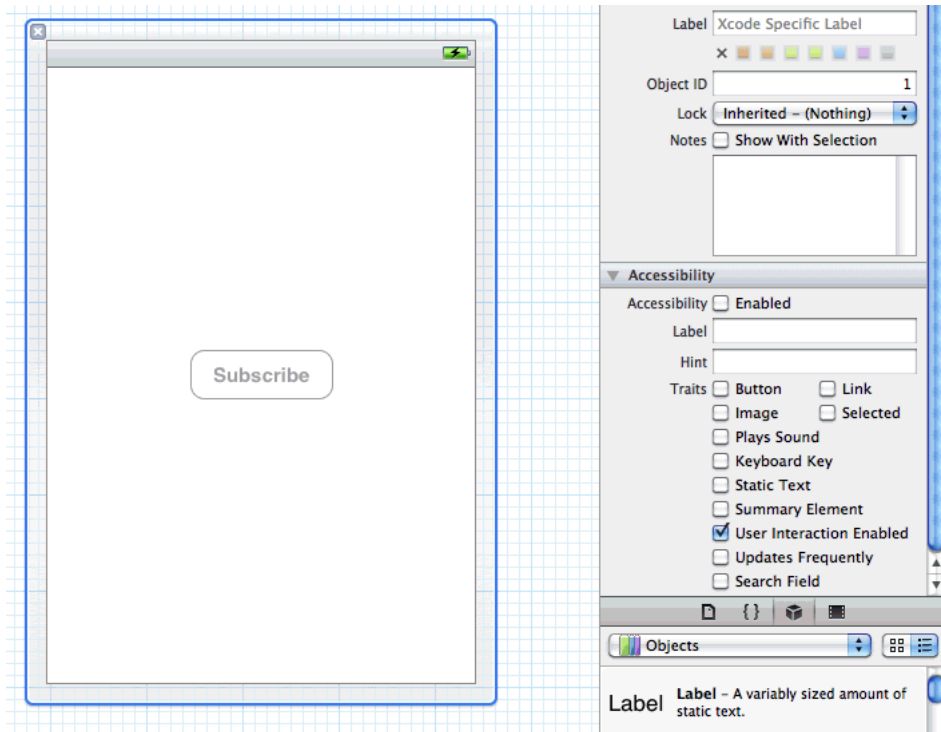 Subscribe
Label Xcode Specific Label
Object ID 1
Lock Inherited – (Nothing)
Notes Show With Selection
Accessibility
Accessibility Enabled
Label
Hint
Traits Button Link
Image Selected
Plays Sound
Keyboard Key
Static Text
Summary Element
User Interaction Enabled
Updates Frequently
Search Field
{}
Objects
Label Label – A variably sized amount of
static text.